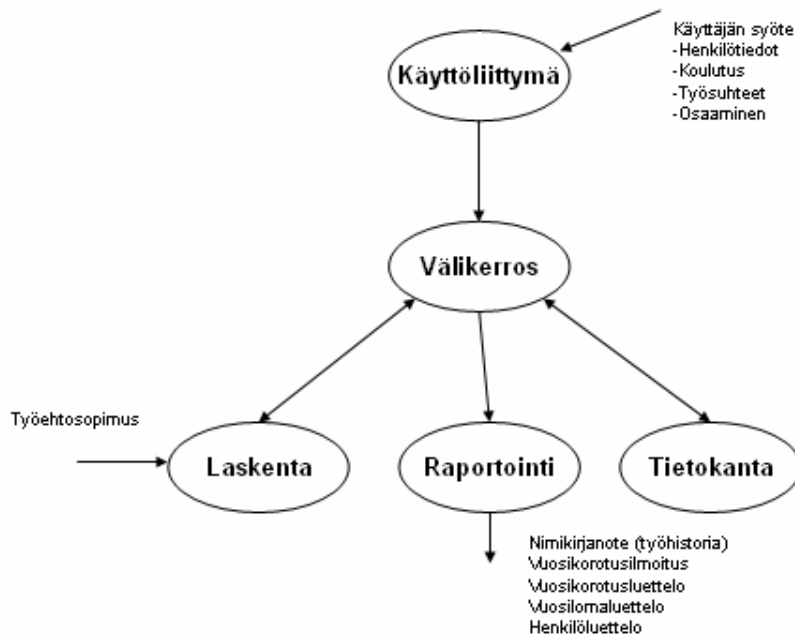 Käyttäjän syöte
-Henkilötiedot
-Koulutus
-Työsuhteet
-Osaaminen
Käyttöliittymä
Välikerros
Työehtosopimus
Laskenta
Raportointi
Tietokanta
Nimikirjanote (työhistoria)
Vuosikorotusilmoitus
Vuosikorotusluettelo
Vuosilomaluettelo
Henkilöluettelo